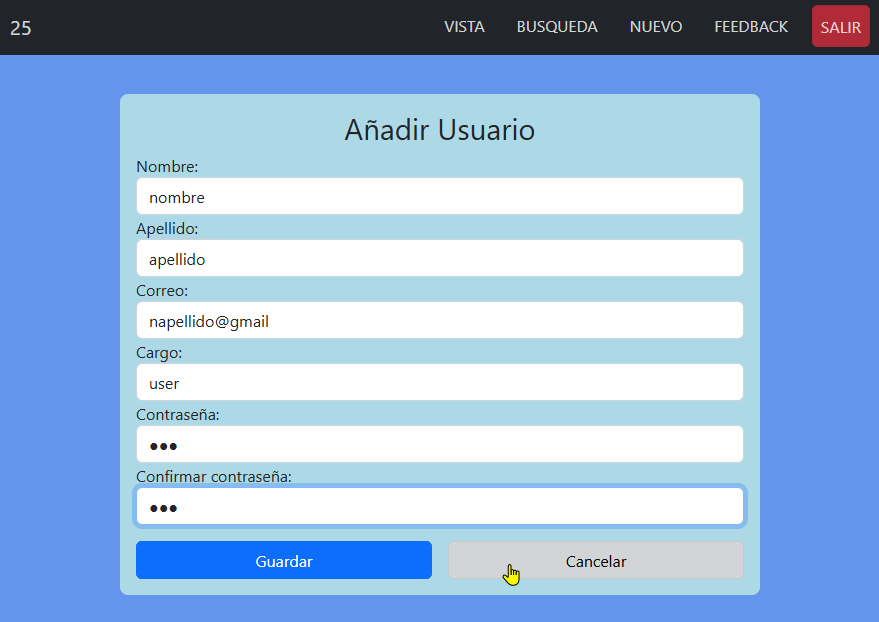 25 VISTA BUSQUEDA NUEVO FEEDBACK SALIR
Añadir Usuario
Nombre:
nombre
Apellido:
apellido
Correo:
napellido@gmail
Cargo:
user
Contraseña:
●●●
Confirmar contraseña:
●●●
Guardar Cancelar